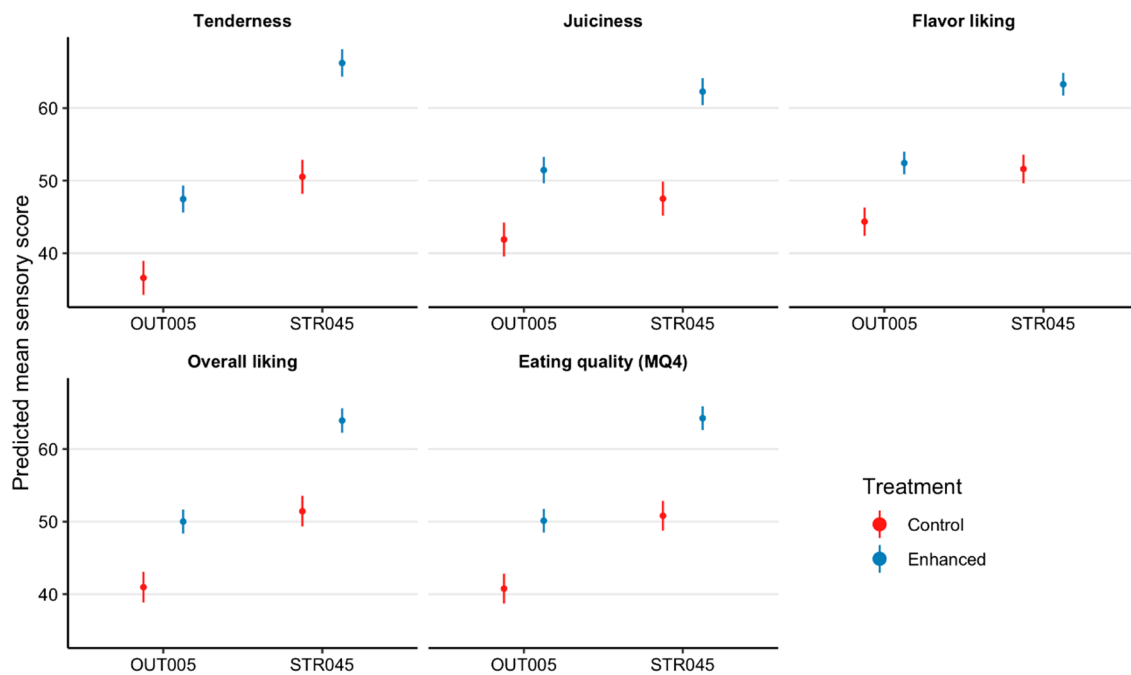 Tenderness
Juiciness
Flavor liking
60
50
40
OUT005 STR045
OUT005 STR045
OUT005 STR045
Predicted mean sensory score
Overall liking
Eating quality (MQ4)
60
50
40
OUT005 STR045
OUT005 STR045
Treatment
Control
Enhanced